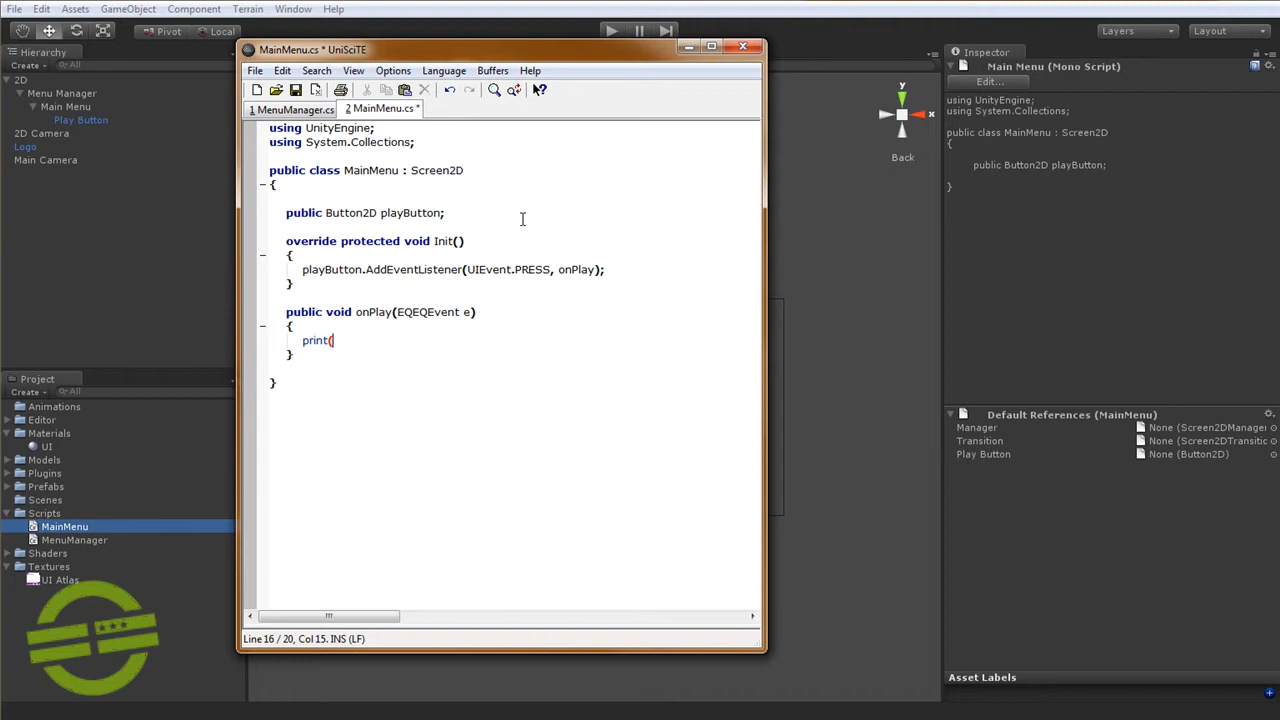 File Edit Assets GameObject Component Terrain Window Help
Pivot Local Layers Layout
Hierarchy
Create All
2D
Menu Manager
Main Menu
Play Button
2D Camera
Logo
Main Camera
Project
Create All
Animations
Editor
Materials
UI
Models
Plugins
Prefabs
Scenes
Scripts
MainMenu
MenuManager
Shaders
Textures
UI Atlas
MainMenu.cs * UniSciTE
File Edit Search View Options Language Buffers Help
1 MenuManager.cs 2 MainMenu.cs *
using UnityEngine;
using System.Collections;
public class MainMenu : Screen2D
{
public Button2D playButton;
override protected void Init()
{
playButton.AddEventListener(UIEvent.PRESS, onPlay);
}
public void onPlay(EQEQEvent e)
{
print(
}
}
Line 16 / 20, Col 15. INS (LF)
y
x
Back
Inspector
Main Menu (Mono Script)
Edit...
using UnityEngine;
using System.Collections;
public class MainMenu : Screen2D
{
public Button2D playButton;
}
Default References (MainMenu)
Manager None (Screen2DManager
Transition None (Screen2DTransitic
Play Button None (Button2D)
Asset Labels